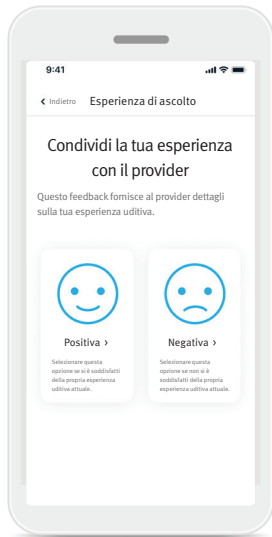 9:41
Indietro Esperienza di ascolto
Condividi la tua esperienza
con il provider
Questo feedback fornisce al provider dettagli
sulla tua esperienza uditiva.
Positiva ›
Selezionare questa
opzione se si è soddisfatti
della propria esperienza
uditiva attuale.
Negativa ›
Selezionare questa
opzione se non si è
soddisfatti della propria
esperienza uditiva attuale.